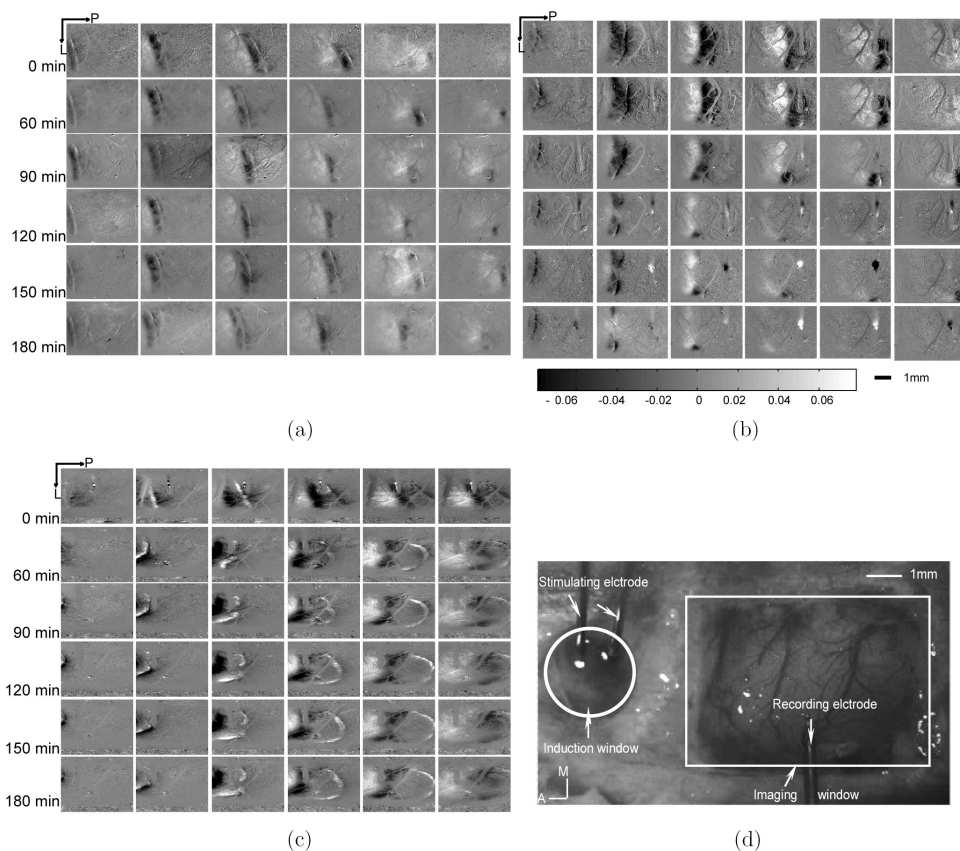 P
L
0 min
60 min
90 min
120 min
150 min
180 min
(a)
P
L
- 0.06 -0.04 -0.02 0 0.02 0.04 0.06
1mm
(b)
P
L
0 min
60 min
90 min
120 min
150 min
180 min
(c)
Stimulating elctrode
1mm
Recording elctrode
Induction window
M
A
Imaging window
(d)